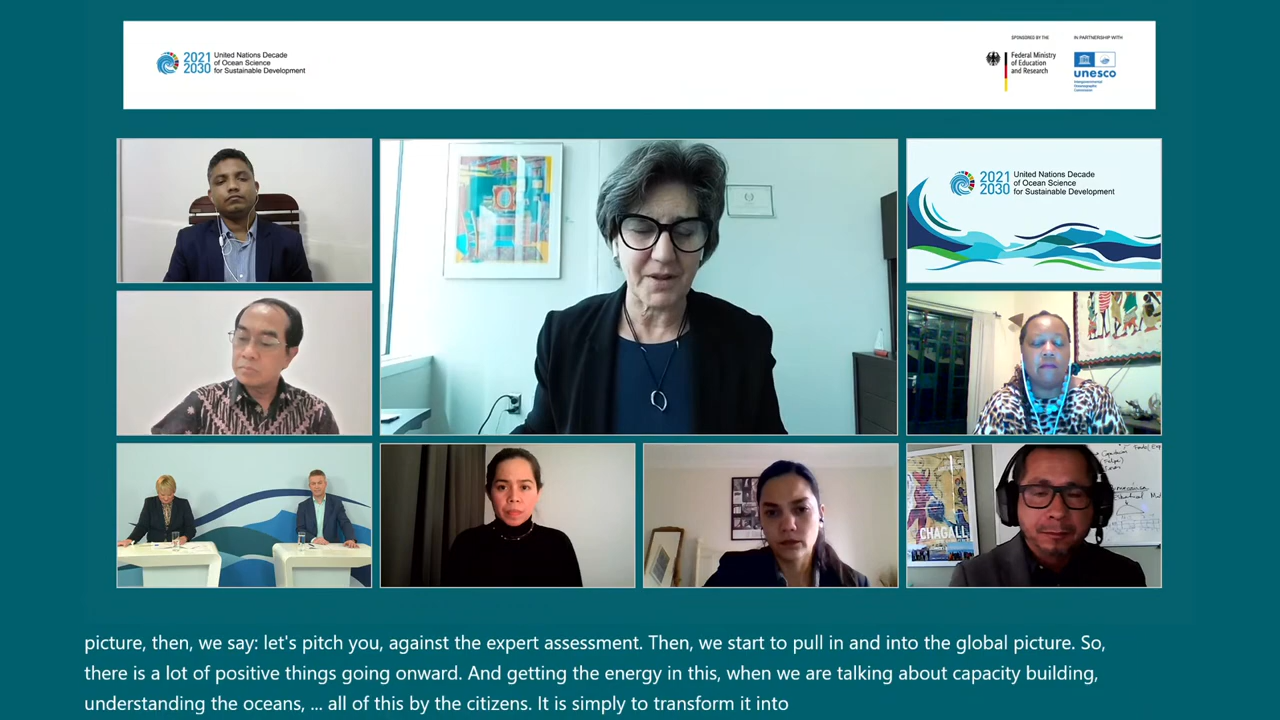 2021
2030
United Nations Decade
of Ocean Science
for Sustainable Development
SPONSORED BY THE
Federal Ministry
of Education
and Research
IN PARTNERSHIP WITH
unesco
Intergovernmental
Oceanographic
Commission
2021
2030
United Nations Decade
of Ocean Science
for Sustainable Development
CHAGALL
picture, then, we say: let's pitch you, against the expert assessment. Then, we start to pull in and into the global picture. So,
there is a lot of positive things going onward. And getting the energy in this, when we are talking about capacity building,
understanding the oceans, ... all of this by the citizens. It is simply to transform it into